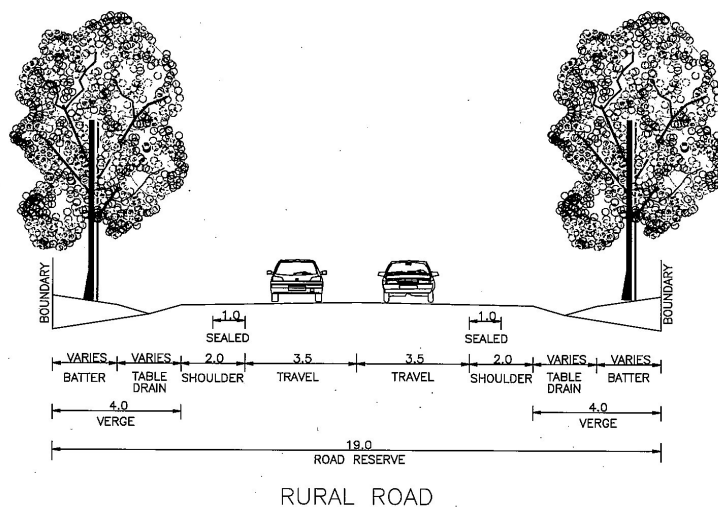 BOUNDARY
BOUNDARY
1.0
1.0
SEALED
SEALED
VARIES VARIES 2.0 3.5 3.5 2.0 VARIES VARIES
BATTER TABLE DRAIN SHOULDER TRAVEL TRAVEL SHOULDER TABLE DRAIN BATTER
4.0 4.0
VERGE VERGE
19.0
ROAD RESERVE
RURAL ROAD